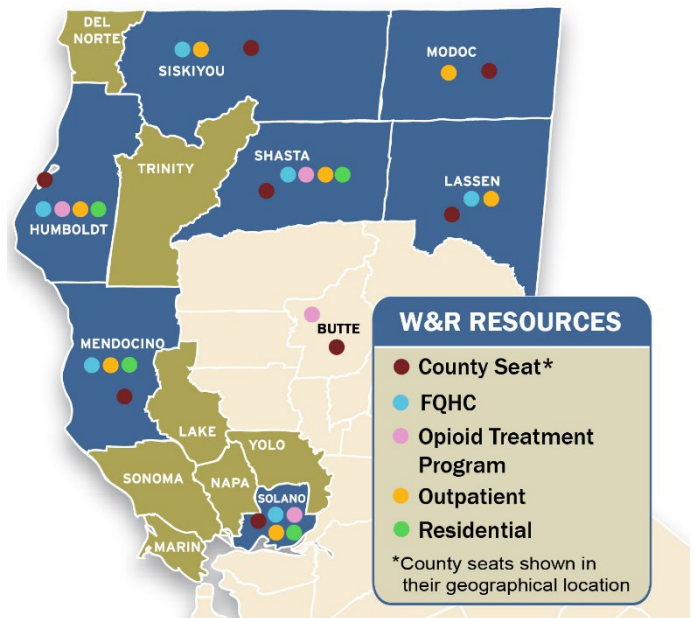 DEL
NORTE
SISKIYOU
MODOC
TRINITY
SHASTA
LASSEN
HUMBOLDT
BUTTE
MENDOCINO
LAKE
YOLO
SONOMA
NAPA
SOLANO
MARIN
W&R RESOURCES
County Seat*
FQHC
Opioid Treatment
Program
Outpatient
Residential
*County seats shown in
their geographical location